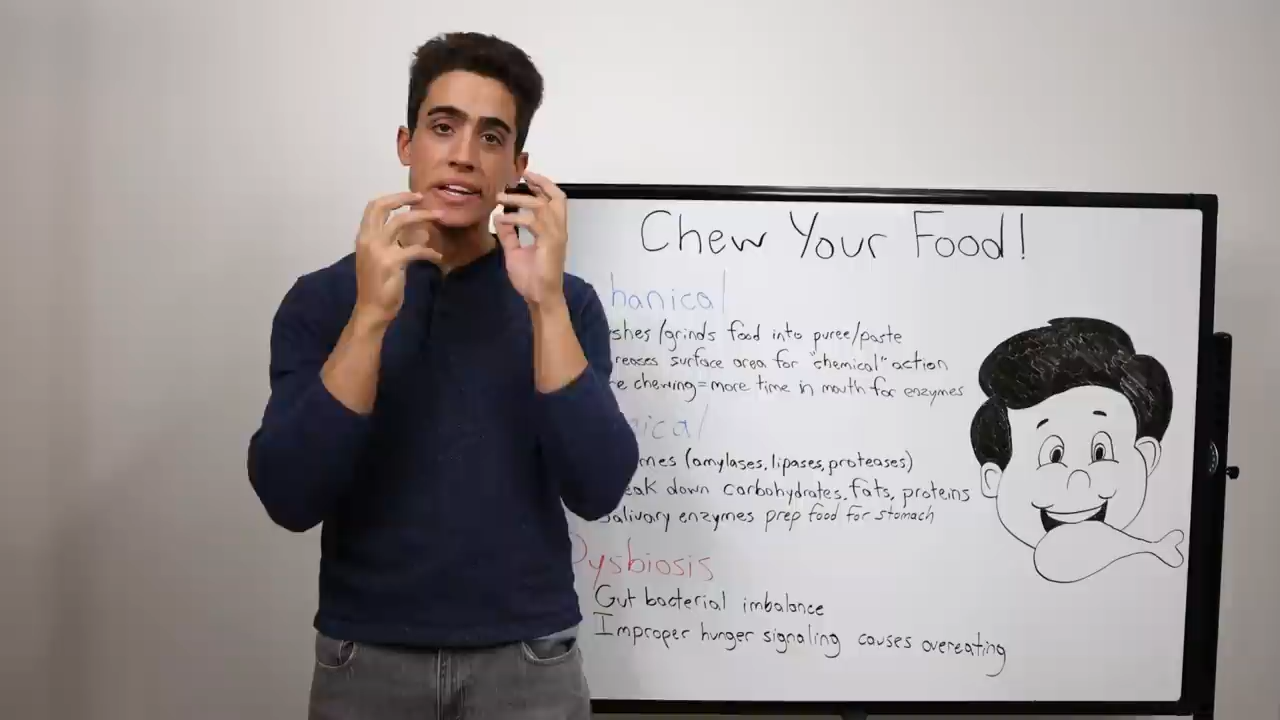 Chew Your Food!
hanical
shes/grinds food into puree/paste
reases surface area for "chemical" action
e chewing = more time in mouth for enzymes
ical
mes (amylases, lipases, proteases)
eak down carbohydrates, fats, proteins
Salivary enzymes prep food for stomach
Dysbiosis
Gut bacterial imbalance
Improper hunger signaling causes overeating